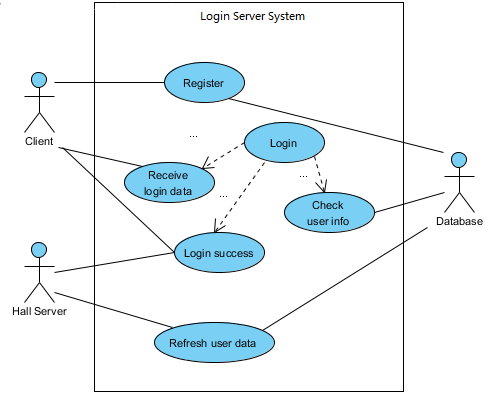 Login Server System
Register
Client
...
Login
Receive
login data
...
...
Check
user info
Database
Login success
Hall Server
Refresh user data